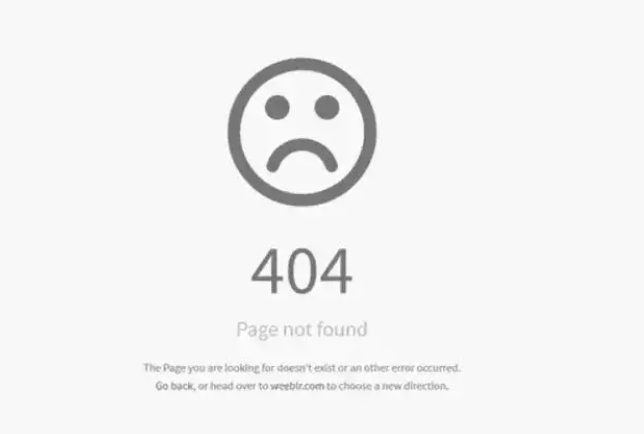 404
Page not found
The Page you are looking for doesn't exist or an other error occurred.
Go back, or head over to weeblr.com to choose a new direction.